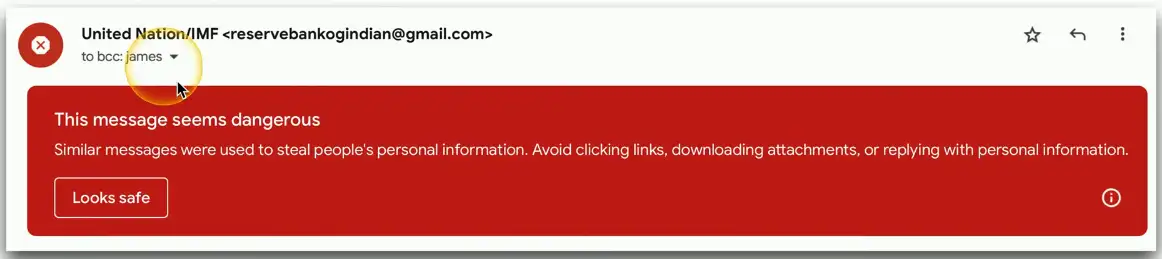 United Nation/IMF <reservebankogindian@gmail.com>
to bcc: james
This message seems dangerous
Similar messages were used to steal people's personal information. Avoid clicking links, downloading attachments, or replying with personal information.
Looks safe